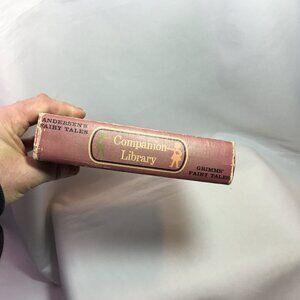 ANDERSEN'S
FAIRY TALES
Companion
Library
GRIMMS'
FAIRY TALES